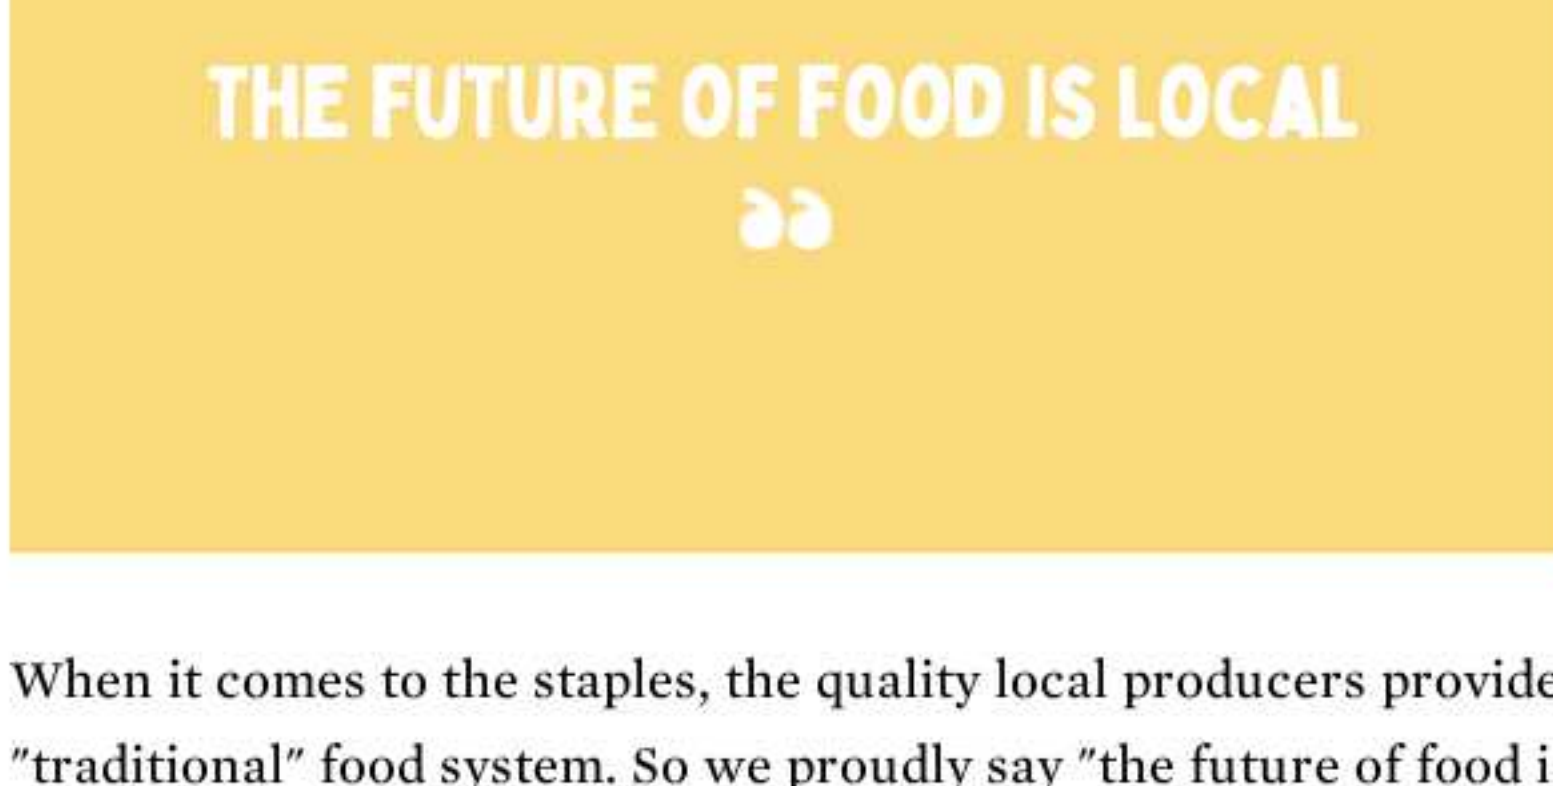 THE FUTURE OF FOOD IS LOCAL
”
When it comes to the staples, the quality local producers provide
"traditional" food system. So we proudly say "the future of food i